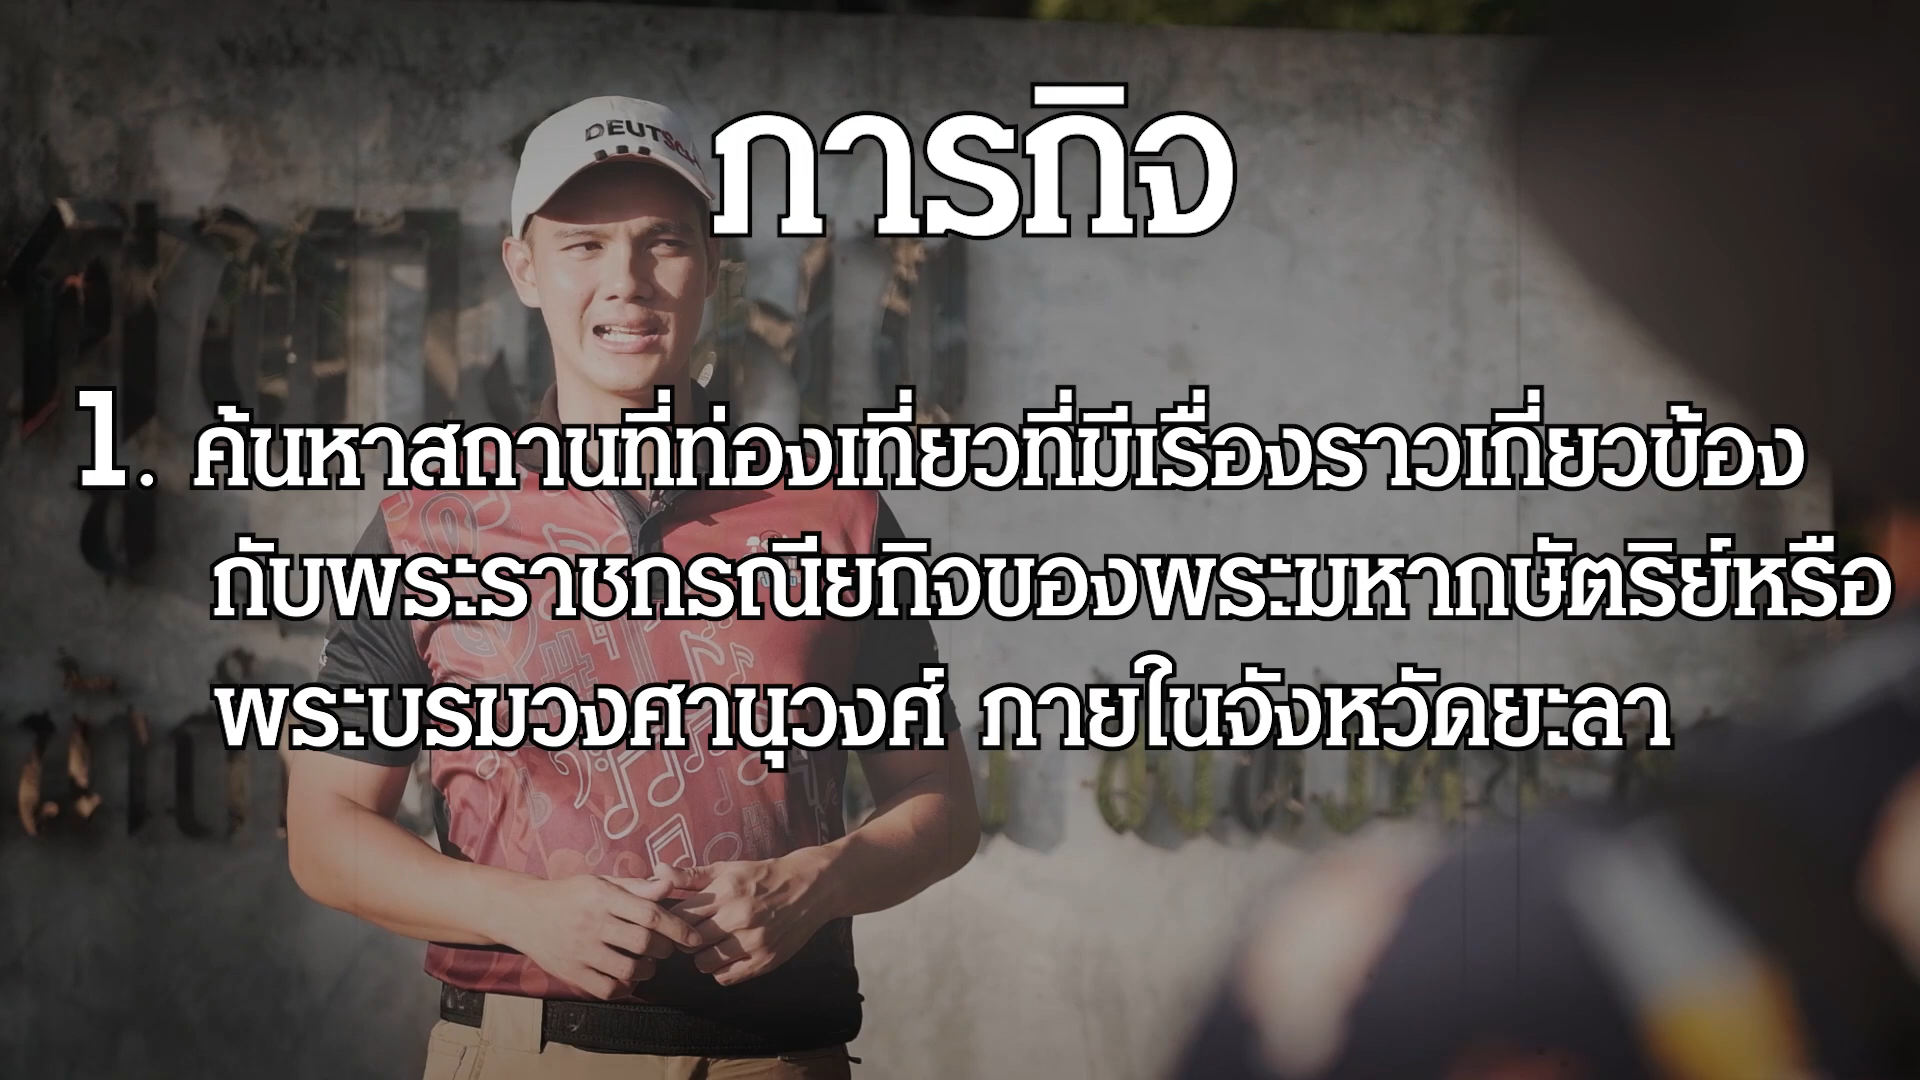 DEUTSCH
ภารกิจ
1. ค้นหาสถานที่ท่องเที่ยวที่มีเรื่องราวเกี่ยวข้อง
กับพระราชกรณียกิจของพระมหากษัตริย์หรือ
พระบรมวงศานุวงศ์ ภายในจังหวัดยะลา